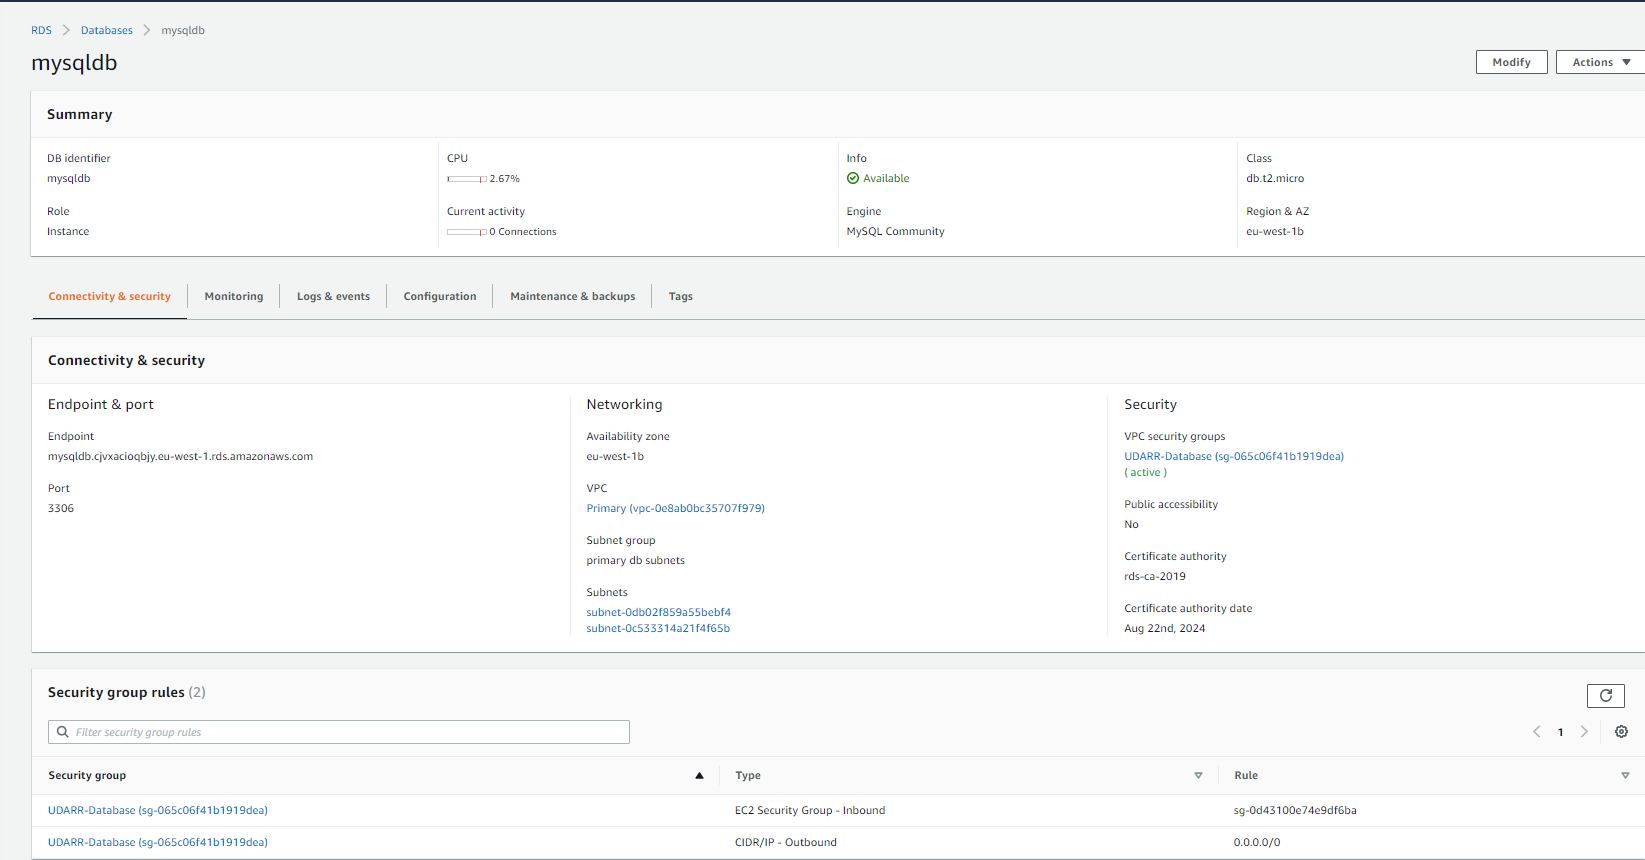 RDS > Databases > mysqldb
mysqldb
Modify
Actions
Summary
DB identifier
mysqldb
CPU
2.67%
Info
Available
Class
db.t2.micro
Role
Instance
Current activity
0 Connections
Engine
MySQL Community
Region & AZ
eu-west-1b
Connectivity & security
Monitoring
Logs & events
Configuration
Maintenance & backups
Tags
Connectivity & security
Endpoint & port
Endpoint
mysqldb.cjvxacioqbjy.eu-west-1.rds.amazonaws.com
Port
3306
Networking
Availability zone
eu-west-1b
VPC
Primary (vpc-0e8ab0bc35707f979)
Subnet group
primary db subnets
Subnets
subnet-0db02f859a55bebf4
subnet-0c533314a21f4f65b
Security
VPC security groups
UDARR-Database (sg-065c06f41b1919dea)
( active )
Public accessibility
No
Certificate authority
rds-ca-2019
Certificate authority date
Aug 22nd, 2024
Security group rules (2)
Filter security group rules
1
Security group
Type
Rule
UDARR-Database (sg-065c06f41b1919dea)
EC2 Security Group - Inbound
sg-0d43100e74e9df6ba
UDARR-Database (sg-065c06f41b1919dea)
CIDR/IP - Outbound
0.0.0.0/0